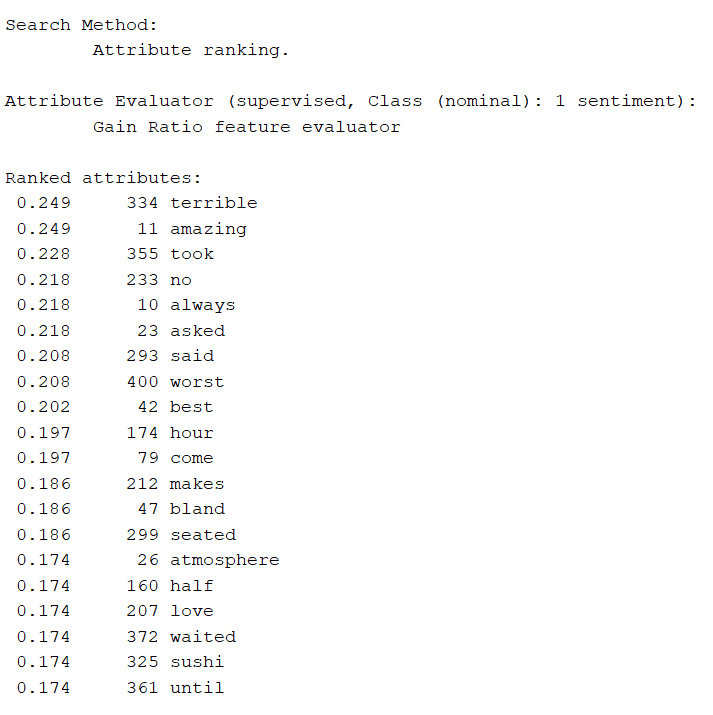 Search Method:
Attribute ranking.
Attribute Evaluator (supervised, Class (nominal): 1 sentiment):
Gain Ratio feature evaluator
Ranked attributes:
0.249 334 terrible
0.249 11 amazing
0.228 355 took
0.218 233 no
0.218 10 always
0.218 23 asked
0.208 293 said
0.208 400 worst
0.202 42 best
0.197 174 hour
0.197 79 come
0.186 212 makes
0.186 47 bland
0.186 299 seated
0.174 26 atmosphere
0.174 160 half
0.174 207 love
0.174 372 waited
0.174 325 sushi
0.174 361 until